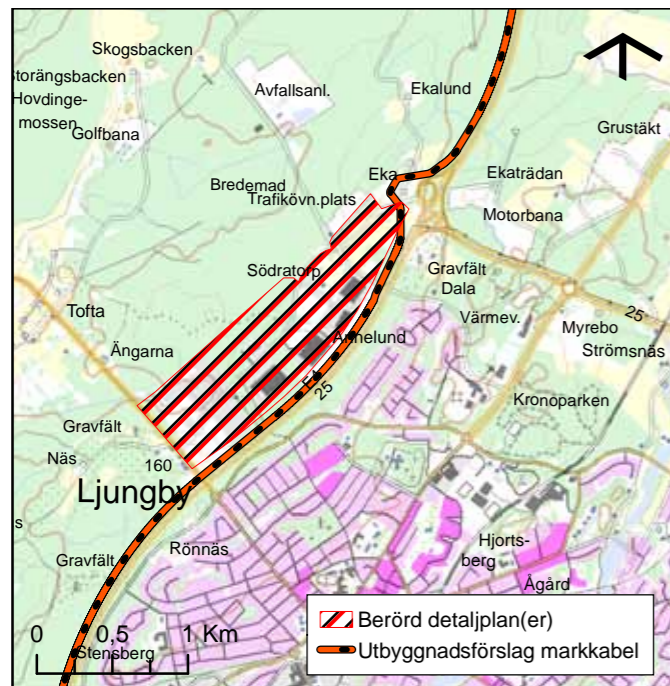 Skogsbacken
Storängsbacken
Hovdinge-
mossen
Golfbana
Avfallsanl.
Ekalund
Grustäkt
Eka
Ekaträdan
Bredemad
Trafikövn.plats
Motorbana
Södratorp
Gravfält
Dala
25
Tofta
Värmev.
Myrebo
Ängarna
Annelund
Strömsnäs
E4
25
Kronoparken
Gravfält
Näs
160
Ljungby
s
Rönnäs
Hjorts-
berg
Gravfält
Ågård
Berörd detaljplan(er)
0 0,5 1 Km
Utbyggnadsförslag markkabel
Stensberg